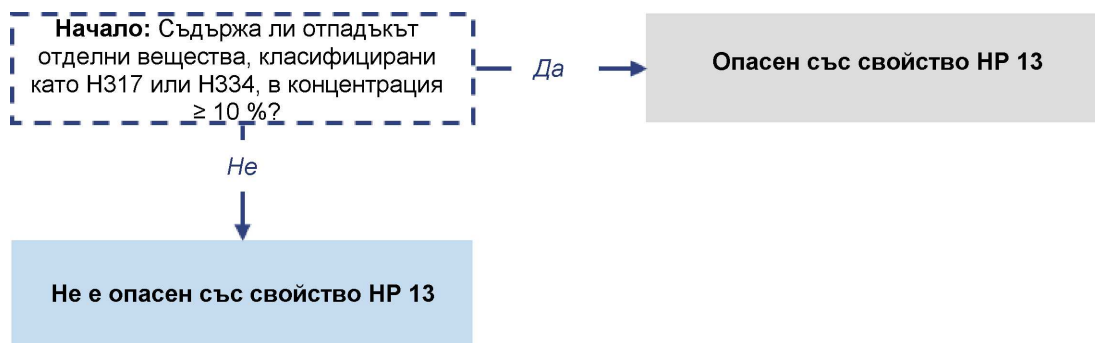 Начало: Съдържа ли отпадъкът
отделни вещества, класифицирани
като H317 или H334, в концентрация
≥ 10 %?
Да
Опасен със свойство HP 13
Не
Не е опасен със свойство HP 13